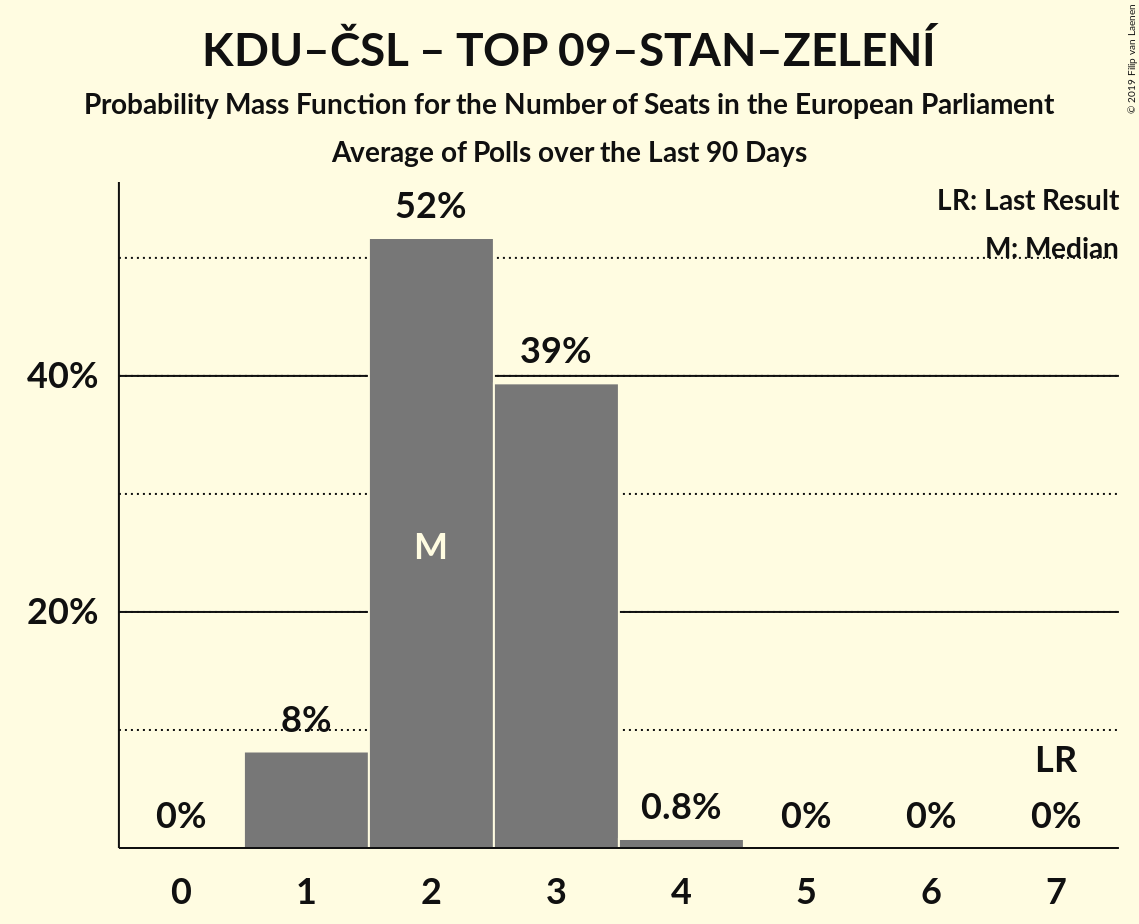 KDU–ČSL – TOP 09–STAN–ZELENÍ
Probability Mass Function for the Number of Seats in the European Parliament
Average of Polls over the Last 90 Days
© 2019 Filip van Laenen
LR: Last Result
M: Median
52%
39%
40%
M
20%
8%
LR
0%
0.8%
0%
0%
0%
0 1 2 3 4 5 6 7